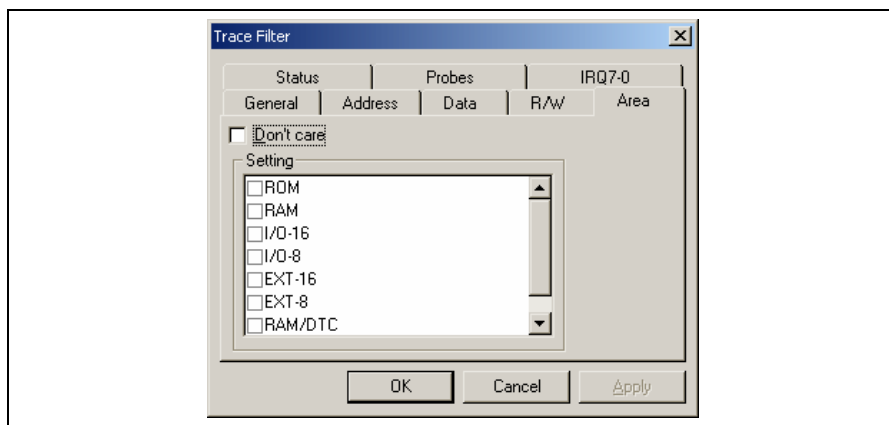 Trace Filter
Status Probes IRQ7-0
General Address Data R/W Area
Don't care
Setting
ROM
RAM
I/O-16
I/O-8
EXT-16
EXT-8
RAM/DTC
OK Cancel Apply